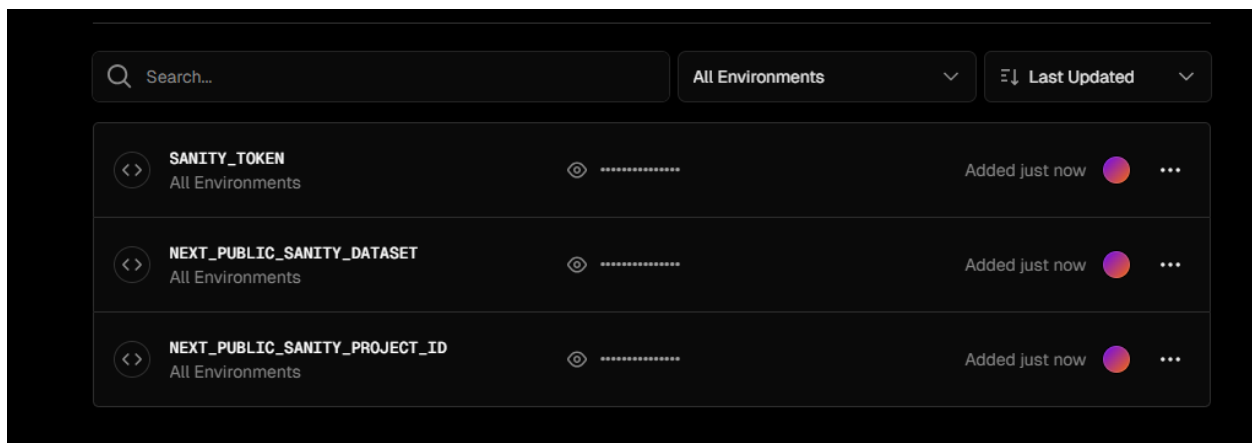 Search...
All Environments
Last Updated
SANITY_TOKEN
All Environments
Added just now
NEXT_PUBLIC_SANITY_DATASET
All Environments
Added just now
NEXT_PUBLIC_SANITY_PROJECT_ID
All Environments
Added just now